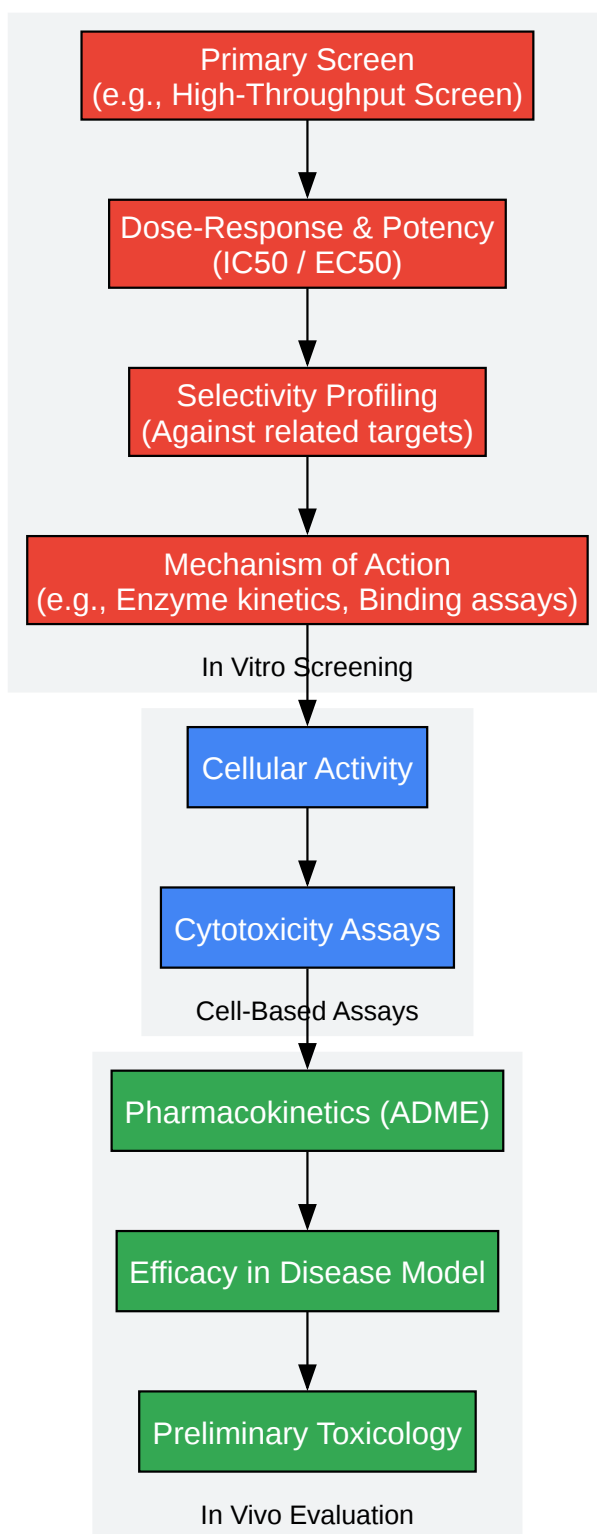 Primary Screen
(e.g., High-Throughput Screen)
Dose-Response & Potency
(IC50 / EC50)
Selectivity Profiling
(Against related targets)
Mechanism of Action
(e.g., Enzyme kinetics, Binding assays)
In Vitro Screening
Cellular Activity
Cytotoxicity Assays
Cell-Based Assays
Pharmacokinetics (ADME)
Efficacy in Disease Model
Preliminary Toxicology
In Vivo Evaluation